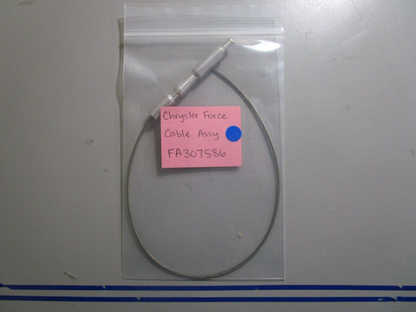 Chrysler Force
Cable Assy
FA307586